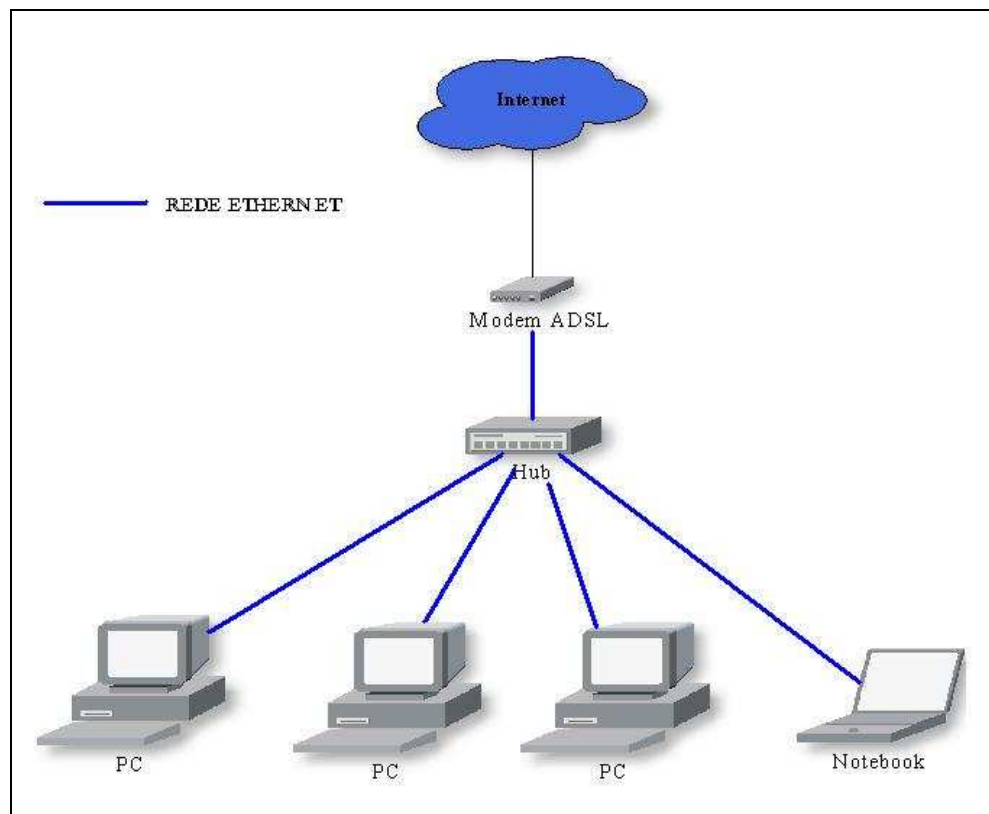 Internet
REDE ETHERNET
Modem ADSL
Hub
PC
PC
PC
Notebook